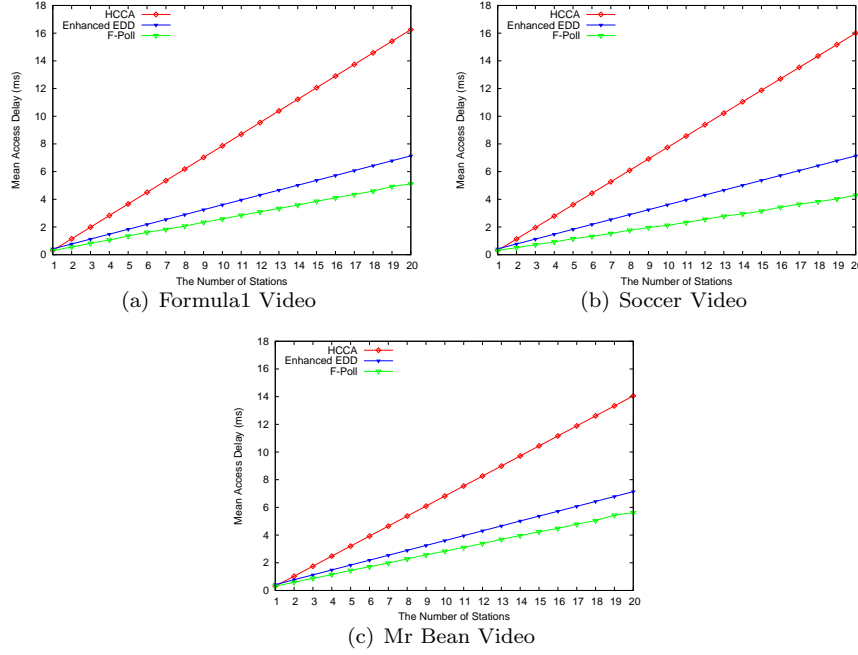 18
16
14
12
10
8
6
4
2
0
Mean Access Delay (ms)
HCCA
Enhanced EDD
F-Poll
1 2 3 4 5 6 7 8 9 10 11 12 13 14 15 16 17 18 19 20
The Number of Stations
(a) Formula1 Video
18
16
14
12
10
8
6
4
2
0
Mean Access Delay (ms)
HCCA
Enhanced EDD
F-Poll
1 2 3 4 5 6 7 8 9 10 11 12 13 14 15 16 17 18 19 20
The Number of Stations
(b) Soccer Video
18
16
14
12
10
8
6
4
2
0
Mean Access Delay (ms)
HCCA
Enhanced EDD
F-Poll
1 2 3 4 5 6 7 8 9 10 11 12 13 14 15 16 17 18 19 20
The Number of Stations
(c) Mr Bean Video